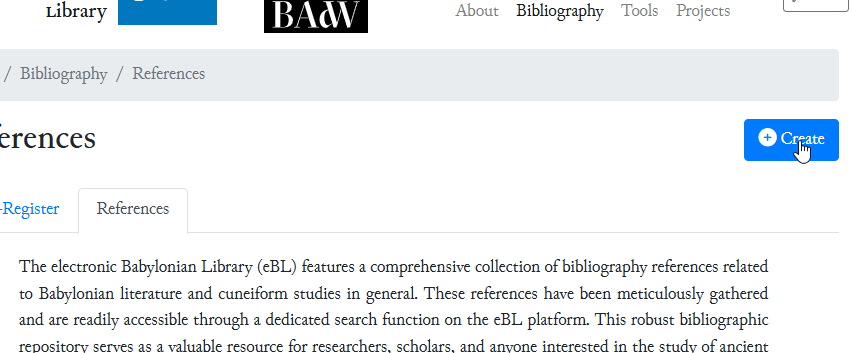 Library
BAdW
About Bibliography Tools Projects
/ Bibliography / References
erences
Create
-Register References
The electronic Babylonian Library (eBL) features a comprehensive collection of bibliography references related
to Babylonian literature and cuneiform studies in general. These references have been meticulously gathered
and are readily accessible through a dedicated search function on the eBL platform. This robust bibliographic
repository serves as a valuable resource for researchers, scholars, and anyone interested in the study of ancient